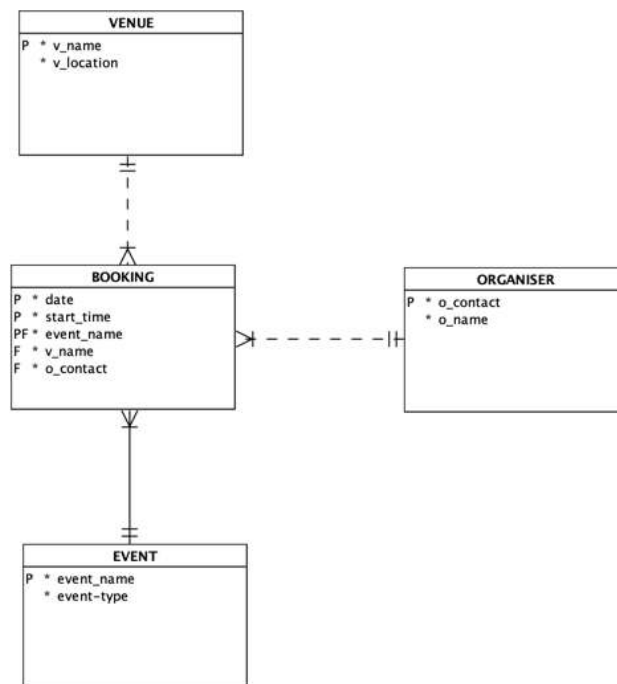 VENUE
P * v_name
* v_location
BOOKING
P * date
P * start_time
PF * event_name
F * v_name
F * o_contact
ORGANISER
P * o_contact
* o_name
EVENT
P * event_name
* event-type